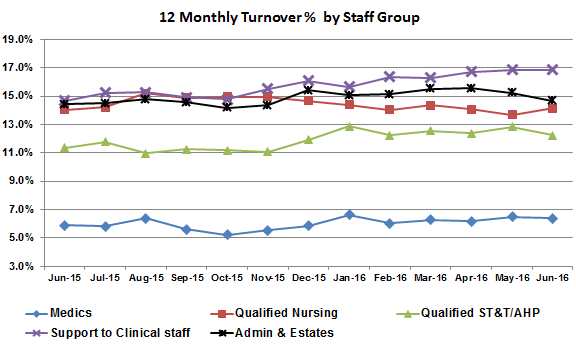 12 Monthly Turnover % by Staff Group
19.0%
17.0%
15.0%
13.0%
11.0%
9.0%
7.0%
5.0%
3.0%
Jun-15 Jul-15 Aug-15 Sep-15 Oct-15 Nov-15 Dec-15 Jan-16 Feb-16 Mar-16 Apr-16 May-16 Jun-16
Medics Qualified Nursing Qualified ST&T/AHP
Support to Clinical staff Admin & Estates